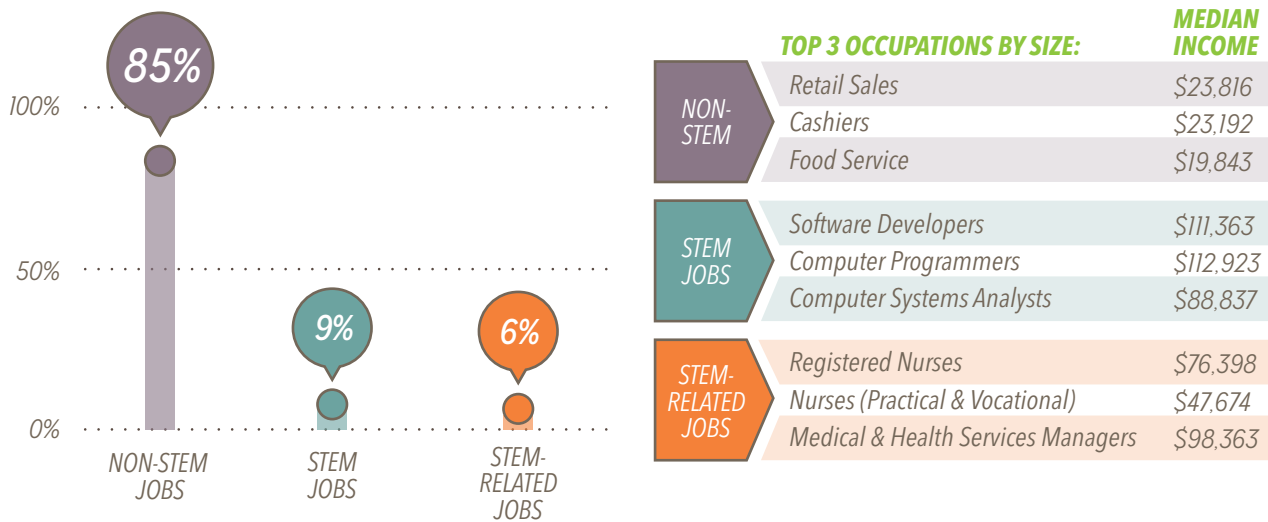 85%
100%
50%
0%
9%
6%
NON-STEM
JOBS
STEM
JOBS
STEM-
RELATED
JOBS
TOP 3 OCCUPATIONS BY SIZE:
MEDIAN
INCOME
NON-
STEM
Retail Sales $23,816
Cashiers $23,192
Food Service $19,843
STEM
JOBS
Software Developers $111,363
Computer Programmers $112,923
Computer Systems Analysts $88,837
STEM-
RELATED
JOBS
Registered Nurses $76,398
Nurses (Practical & Vocational) $47,674
Medical & Health Services Managers $98,363